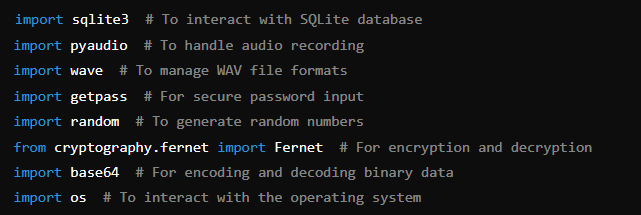 import sqlite3  # To interact with SQLite database
import pyaudio  # To handle audio recording
import wave  # To manage WAV file formats
import getpass  # For secure password input
import random  # To generate random numbers
from cryptography.fernet import Fernet  # For encryption and decryption
import base64  # For encoding and decoding binary data
import os  # To interact with the operating system